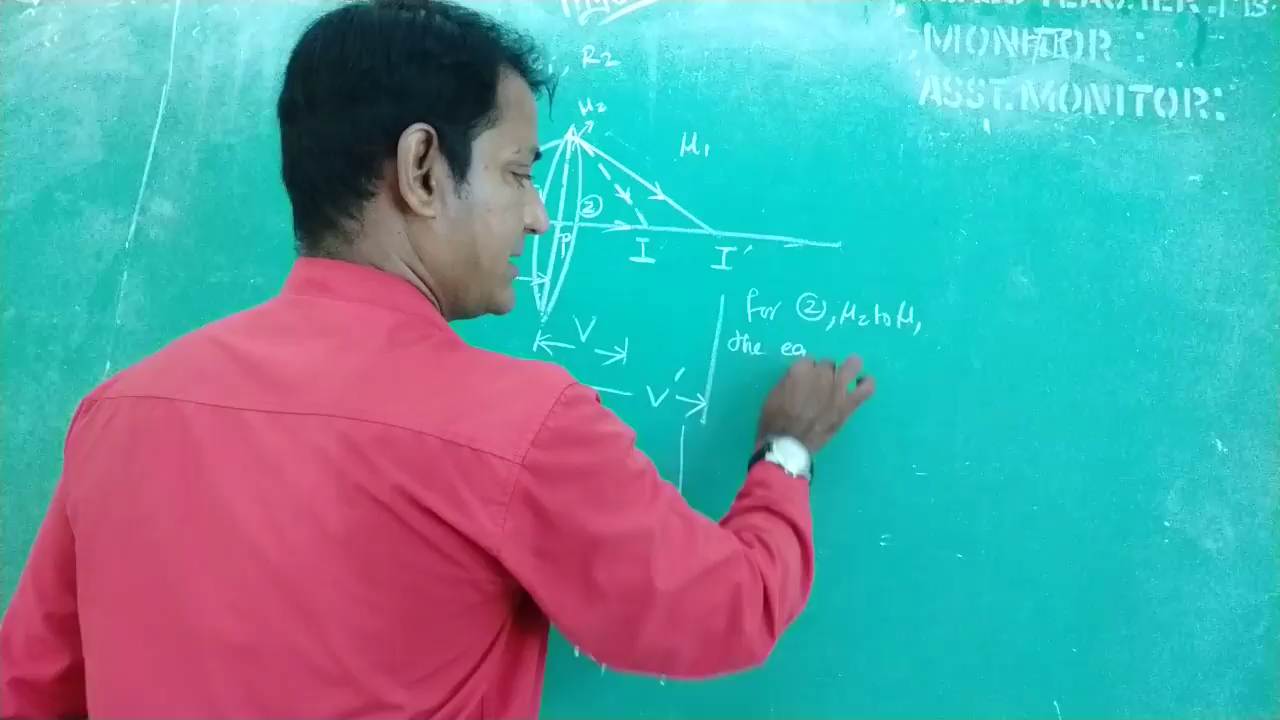 MONITOR :
ASST. MONITOR:
R2
μ2
μ1
②
P
I
I′
V
V′
for ②, μ2 to μ1
the eq